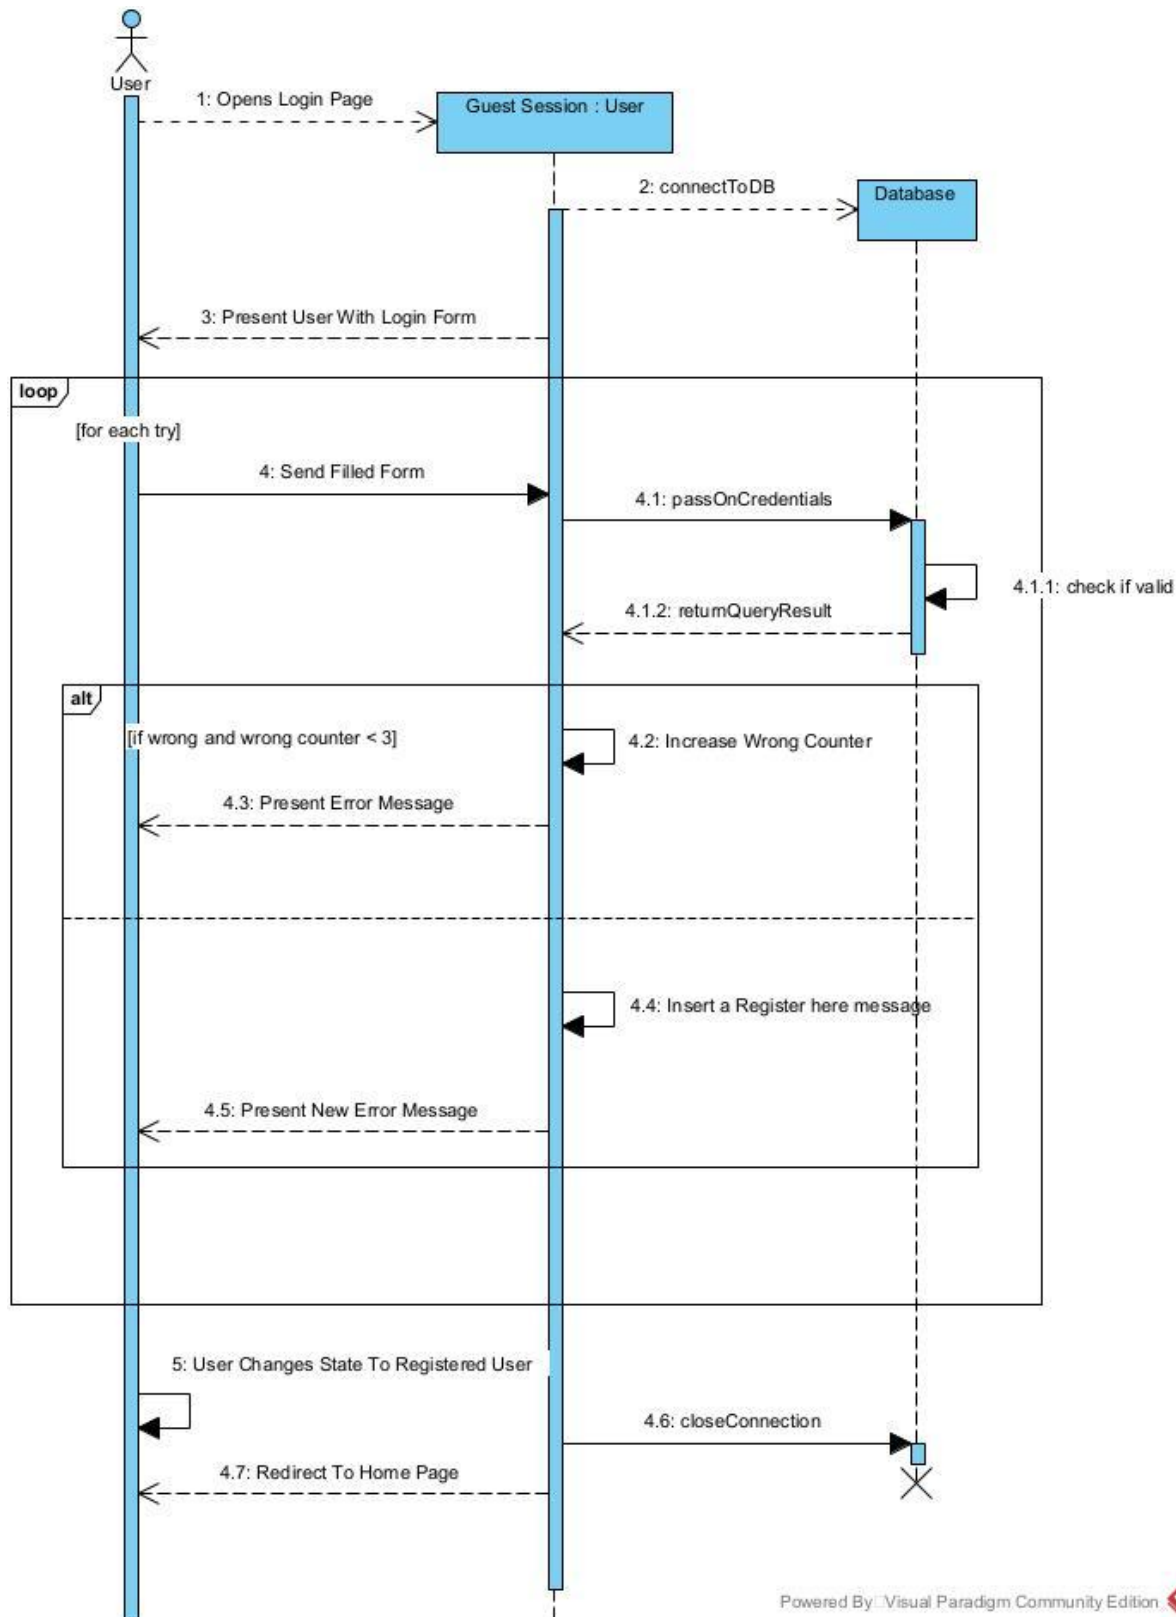 User
1: Opens Login Page
Guest Session : User
2: connectToDB
Database
3: Present User With Login Form
loop
[for each try]
4: Send Filled Form
4.1: passOnCredentials
4.1.1: check if valid
4.1.2: returnQueryResult
alt
[if wrong and wrong counter < 3]
4.2: Increase Wrong Counter
4.3: Present Error Message
4.4: Insert a Register here message
4.5: Present New Error Message
5: User Changes State To Registered User
4.6: closeConnection
4.7: Redirect To Home Page
Powered By Visual Paradigm Community Edition